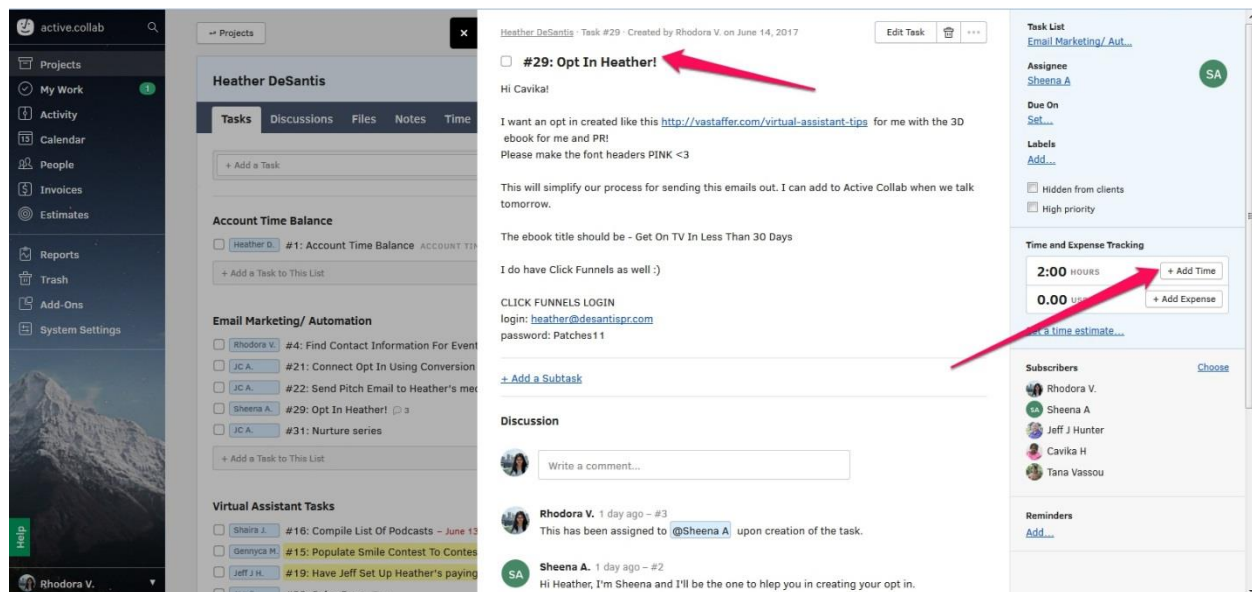 active.collab
Projects
My Work
1
Activity
Calendar
People
Invoices
Estimates
Reports
Trash
Add-Ons
System Settings
Help
Rhodora V.
Projects
Heather DeSantis
Tasks Discussions Files Notes Time
+ Add a Task
Account Time Balance
Heather D. #1: Account Time Balance
+ Add a Task to This List
Email Marketing/ Automation
Rhodora V. #4: Find Contact Information For Event
JC A. #21: Connect Opt In Using Conversion
JC A. #22: Send Pitch Email to Heather's
Sheena A. #29: Opt In Heather! 3
JC A. #31: Nurture series
+ Add a Task to This List
Virtual Assistant Tasks
Shaira J. #16: Compile List Of Podcasts – June 13
Gennyca M. #15: Populate Smile Contest To
Jeff J H. #19: Have Jeff Set Up Heather's paying
Heather DeSantis · Task #29 · Created by Rhodora V. on June 14, 2017
Edit Task
#29: Opt In Heather!
Hi Cavika!
I want an opt in created like this http://vastaffer.com/virtual-assistant-tips for me with the 3D
ebook for me and PR!
Please make the font headers PINK <3
This will simplify our process for sending this emails out. I can add to Active Collab when we talk
tomorrow.
The ebook title should be - Get On TV In Less Than 30 Days
I do have Click Funnels as well :)
CLICK FUNNELS LOGIN
login: heather@desantispr.com
password: Patches11
+ Add a Subtask
Discussion
Write a comment...
Rhodora V. 1 day ago – #3
This has been assigned to @Sheena A upon creation of the task.
SA
Sheena A. 1 day ago – #2
Hi Heather, I'm Sheena and I'll be the one to hlep you in creating your opt in.
Task List
Email Marketing/ Aut...
Assignee
Sheena A
SA
Due On
Set...
Labels
Add...
Hidden from clients
High priority
Time and Expense Tracking
2:00 HOURS + Add Time
0.00 + Add Expense
a time estimate...
Subscribers Choose
Rhodora V.
SA Sheena A
Jeff J Hunter
Cavika H
Tana Vassou
Reminders
Add...